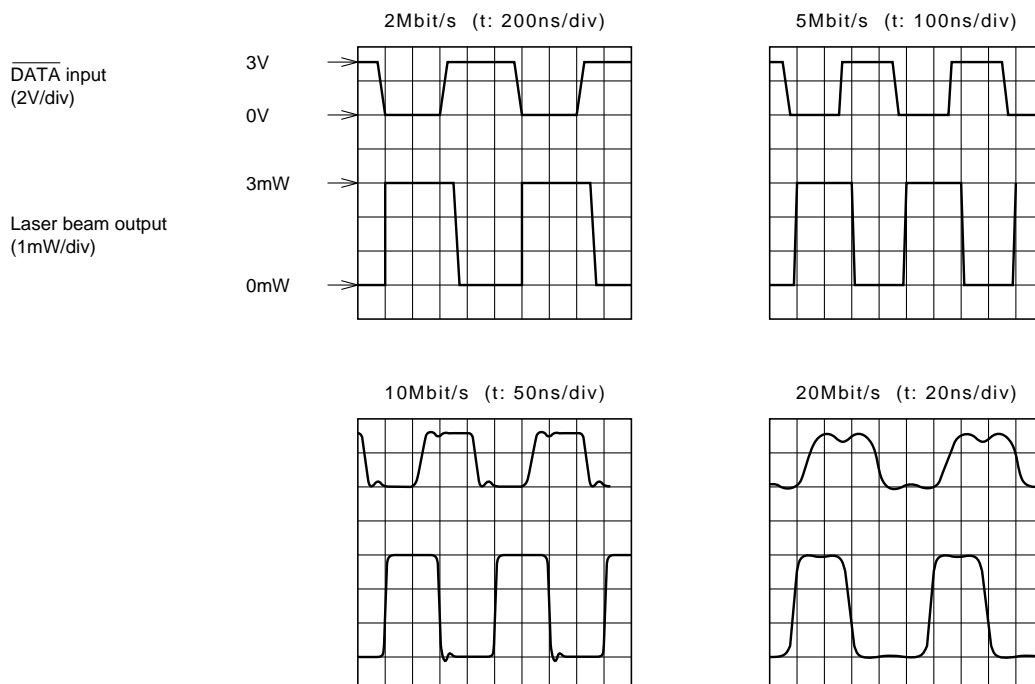 2Mbit/s (t: 200ns/div)
5Mbit/s (t: 100ns/div)
DATA input
(2V/div)
3V
0V
Laser beam output
(1mW/div)
3mW
0mW
10Mbit/s (t: 50ns/div)
20Mbit/s (t: 20ns/div)